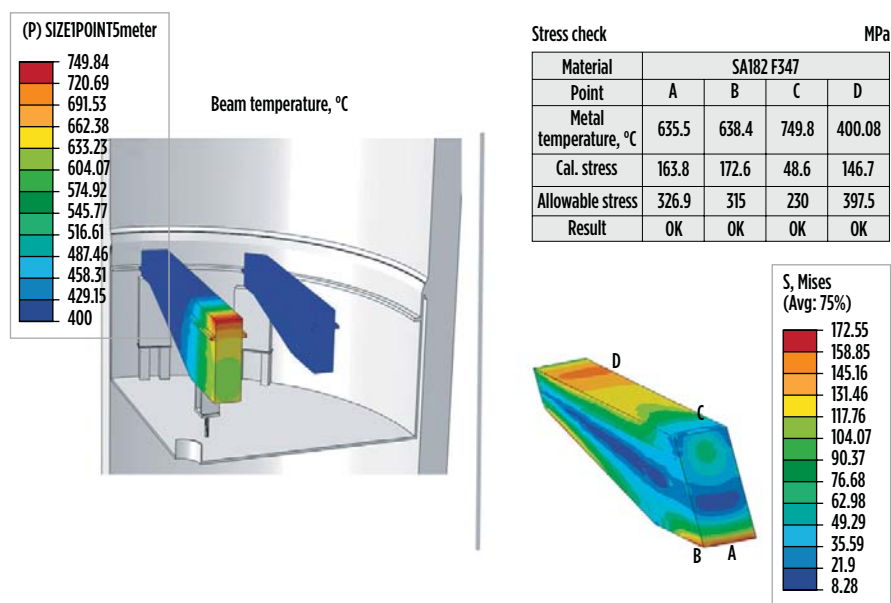 (P) SIZE1POINT5meter
749.84
720.69
691.53
662.38
633.23
604.07
574.92
545.77
516.61
487.46
458.31
429.15
400
Beam temperature, °C
Stress check MPa
Material SA182 F347
Point A B C D
Metal
temperature, °C 635.5 638.4 749.8 400.08
Cal. stress 163.8 172.6 48.6 146.7
Allowable stress 326.9 315 230 397.5
Result OK OK OK OK
S, Mises
(Avg: 75%)
172.55
158.85
145.16
131.46
117.76
104.07
90.37
76.68
62.98
49.29
35.59
21.9
8.28
D
C
B A